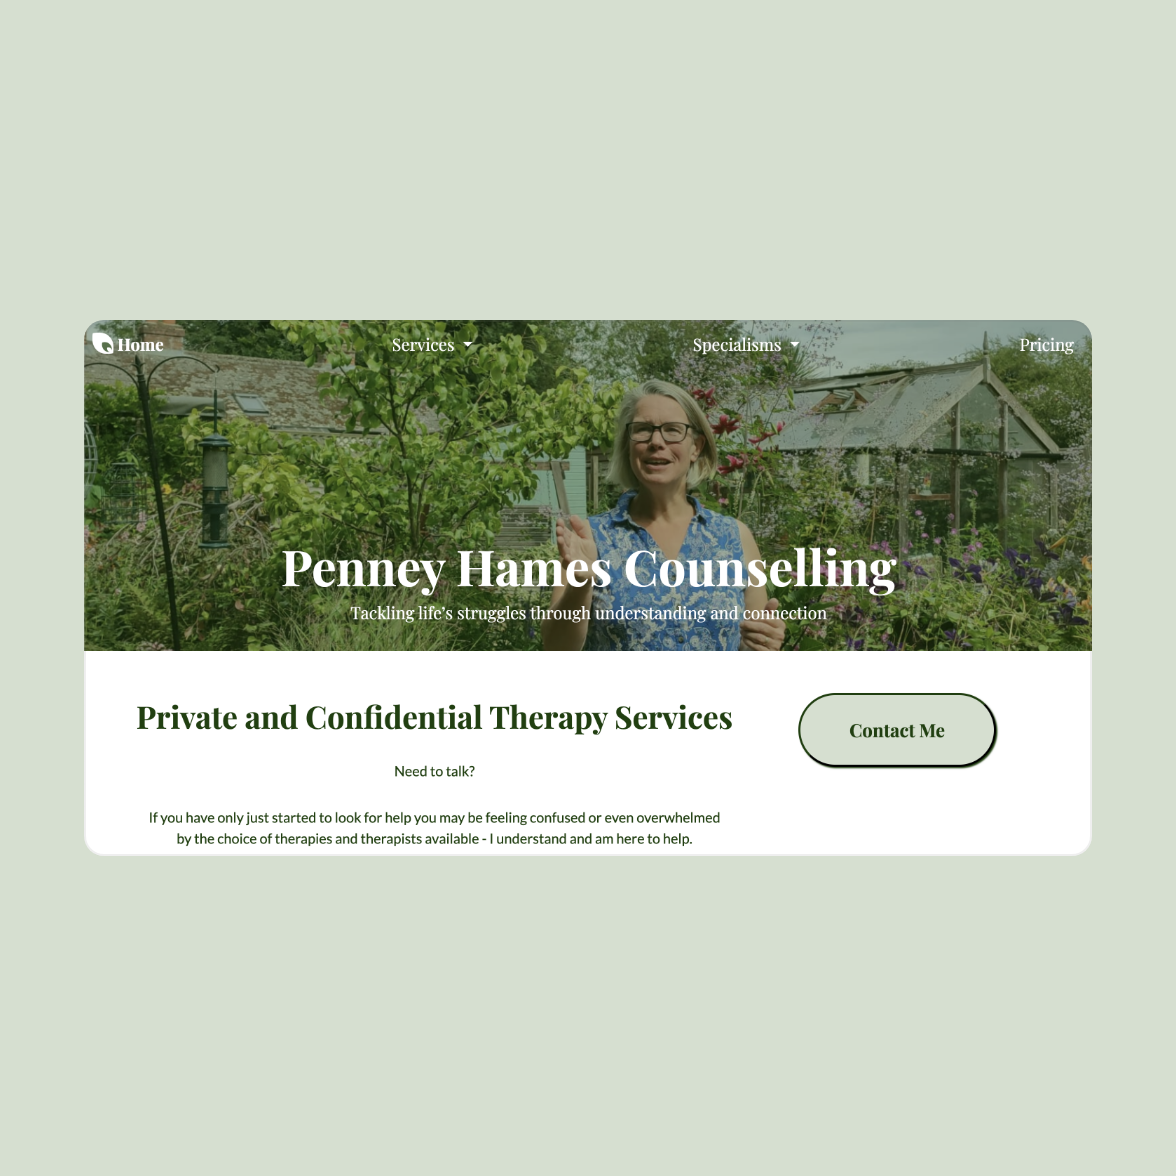 Home
Services
Specialisms
Pricing
Penney Hames Counselling
Tackling life's struggles through understanding and connection
Private and Confidential Therapy Services
Contact Me
Need to talk?
If you have only just started to look for help you may be feeling confused or even overwhelmed
by the choice of therapies and therapists available - I understand and am here to help.